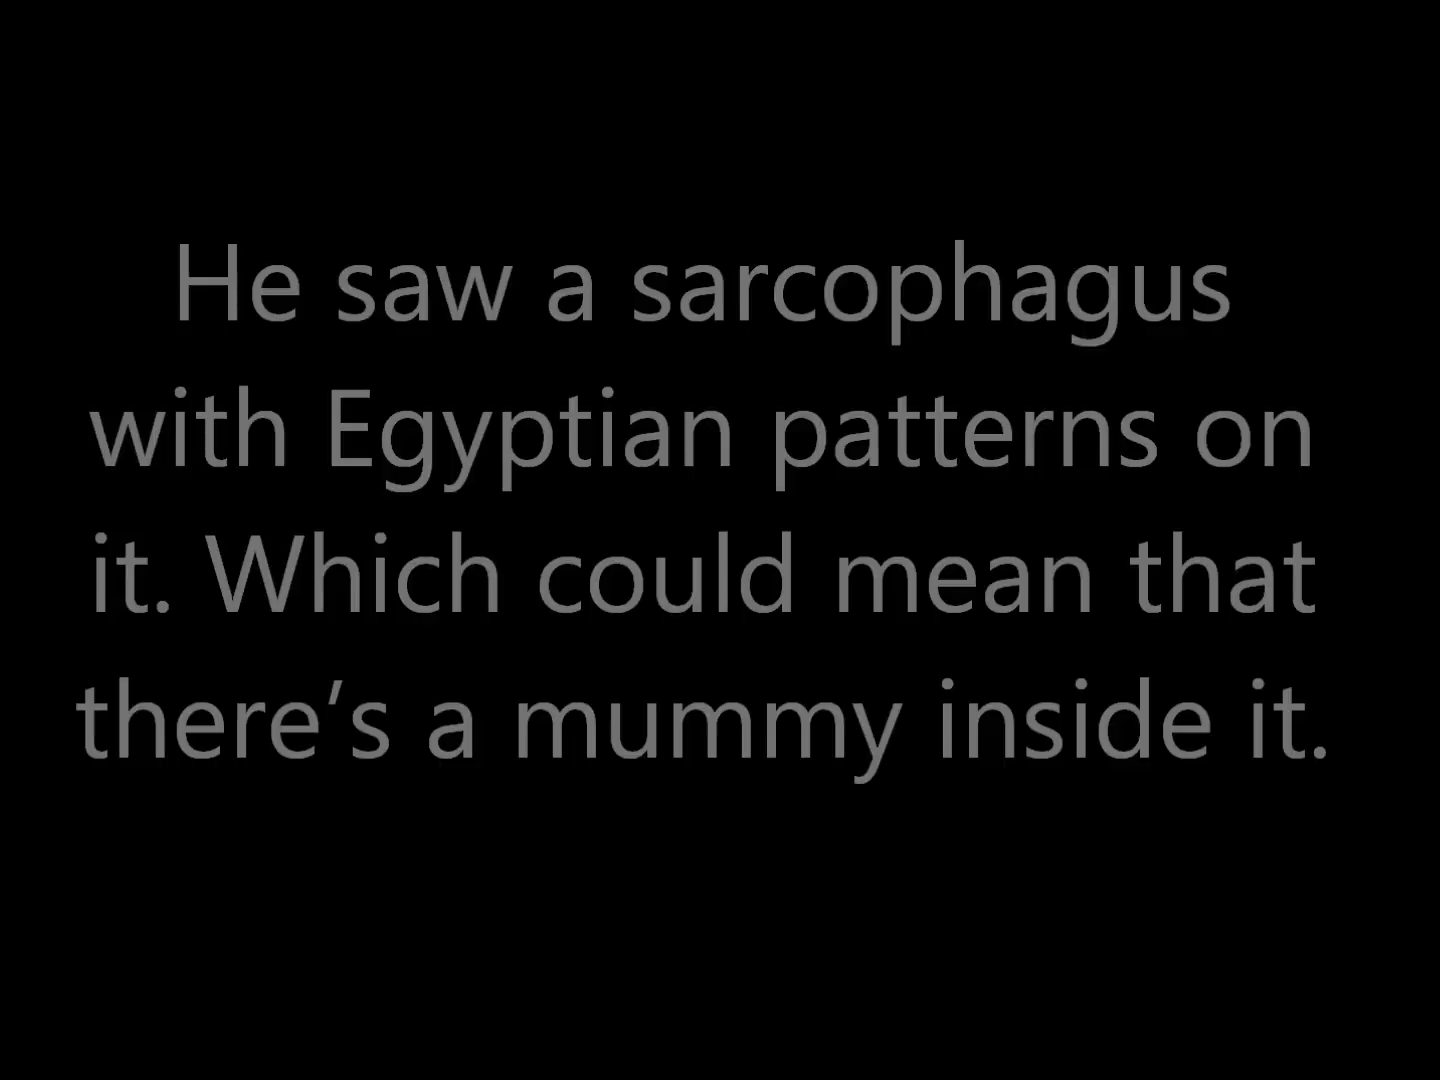 He saw a sarcophagus
with Egyptian patterns on
it. Which could mean that
there’s a mummy inside it.